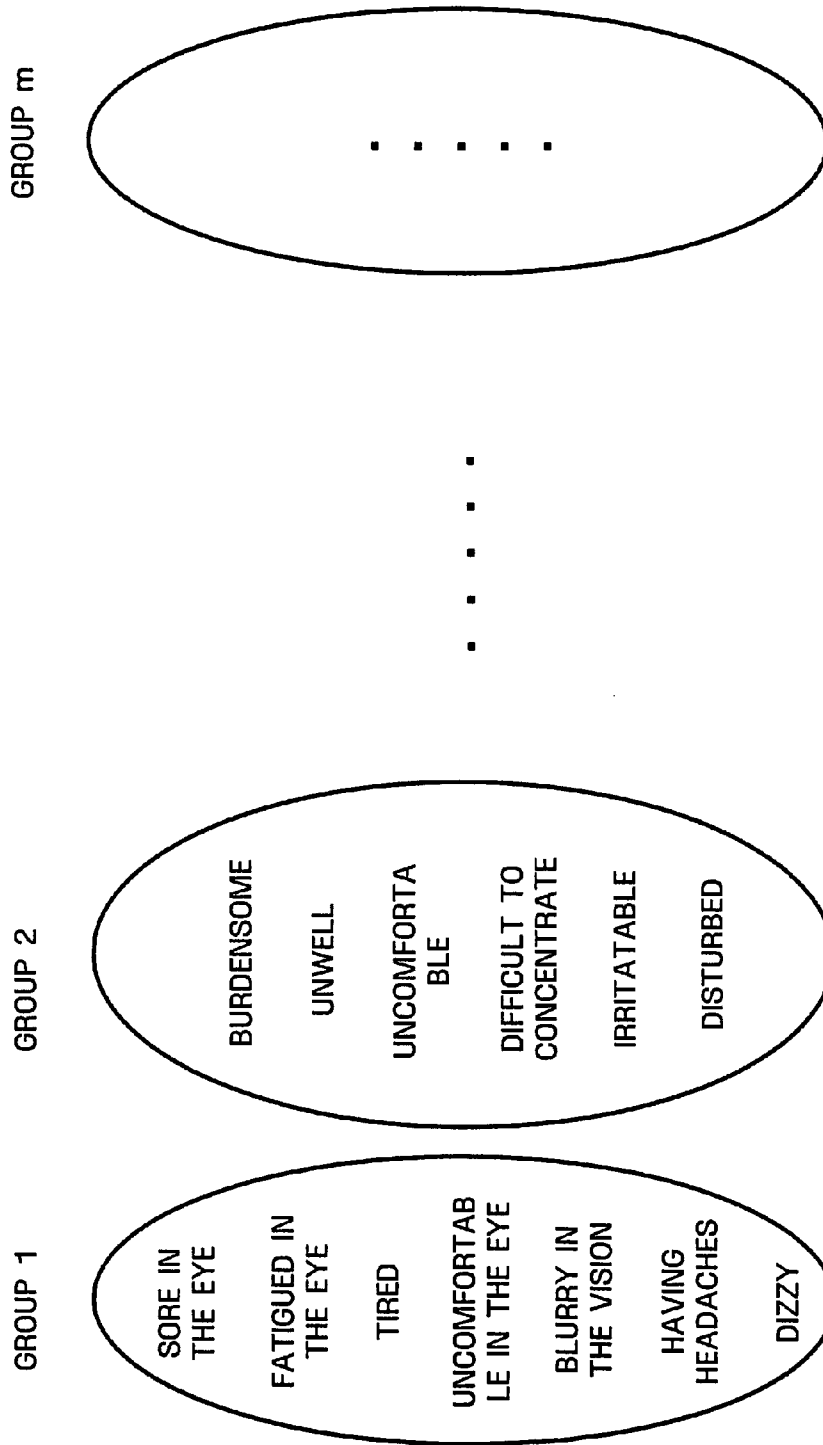 GROUP 1
SORE IN
THE EYE
FATIGUED IN
THE EYE
TIRED
UNCOMFORTAB
LE IN THE EYE
BLURRY IN
THE VISION
HAVING
HEADACHES
DIZZY
GROUP 2
BURDENSOME
UNWELL
UNCOMFORTA
BLE
DIFFICULT TO
CONCENTRATE
IRRITATABLE
DISTURBED
GROUP m